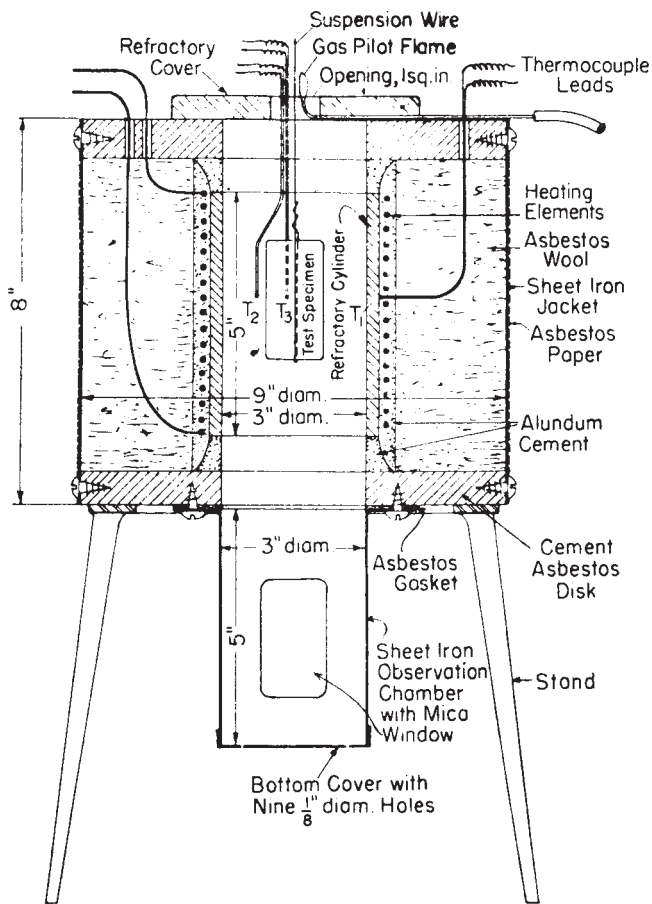 Suspension Wire
Refractory
Cover
Gas Pilot Flame
Opening, 1sq. in.
Thermocouple
Leads
8"
5"
T2
T3
Test Specimen
Refractory Cylinder
T1
Heating
Elements
Asbestos
Wool
Sheet Iron
Jacket
Asbestos
Paper
9" diam.
3" diam.
Alundum
Cement
3" diam
5"
Asbestos
Gasket
Cement
Asbestos
Disk
Sheet Iron
Observation
Chamber
with Mica
Window
Stand
Bottom Cover with
Nine 1/8" diam. Holes